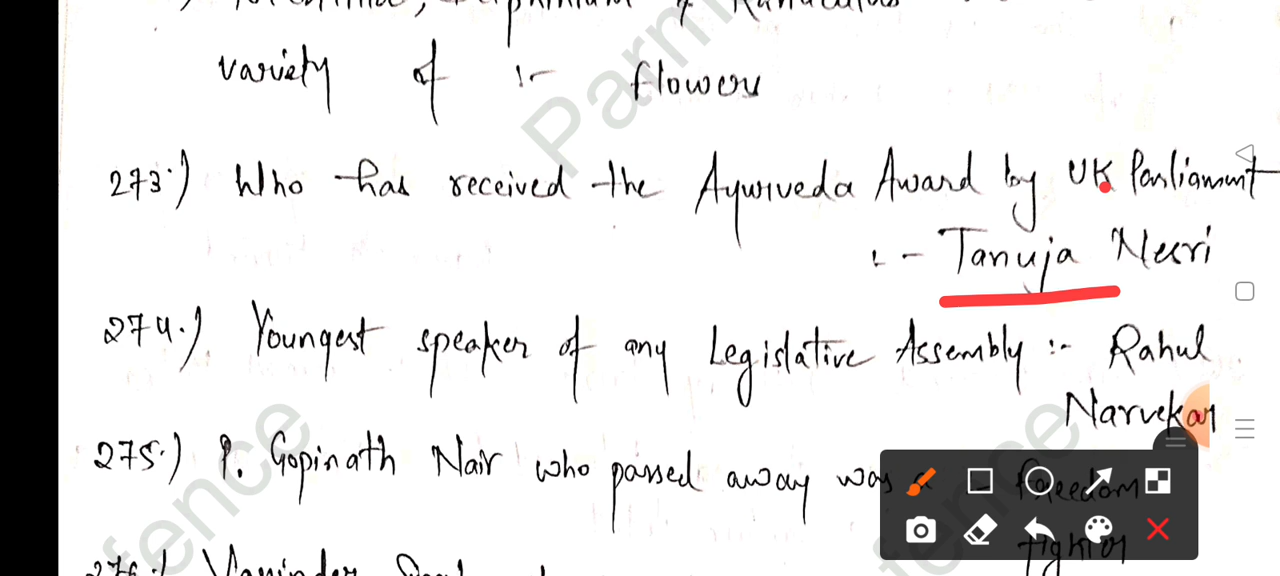 variety of :- flowers
273.) Who has received the Ayurveda Award by UK Parliament
:- Tanuja Nesri
274.) Youngest speaker of any Legislative Assembly :- Rahul
Narvekar
275.) P. Gopinath Nair who passed away was a freedom
fighter